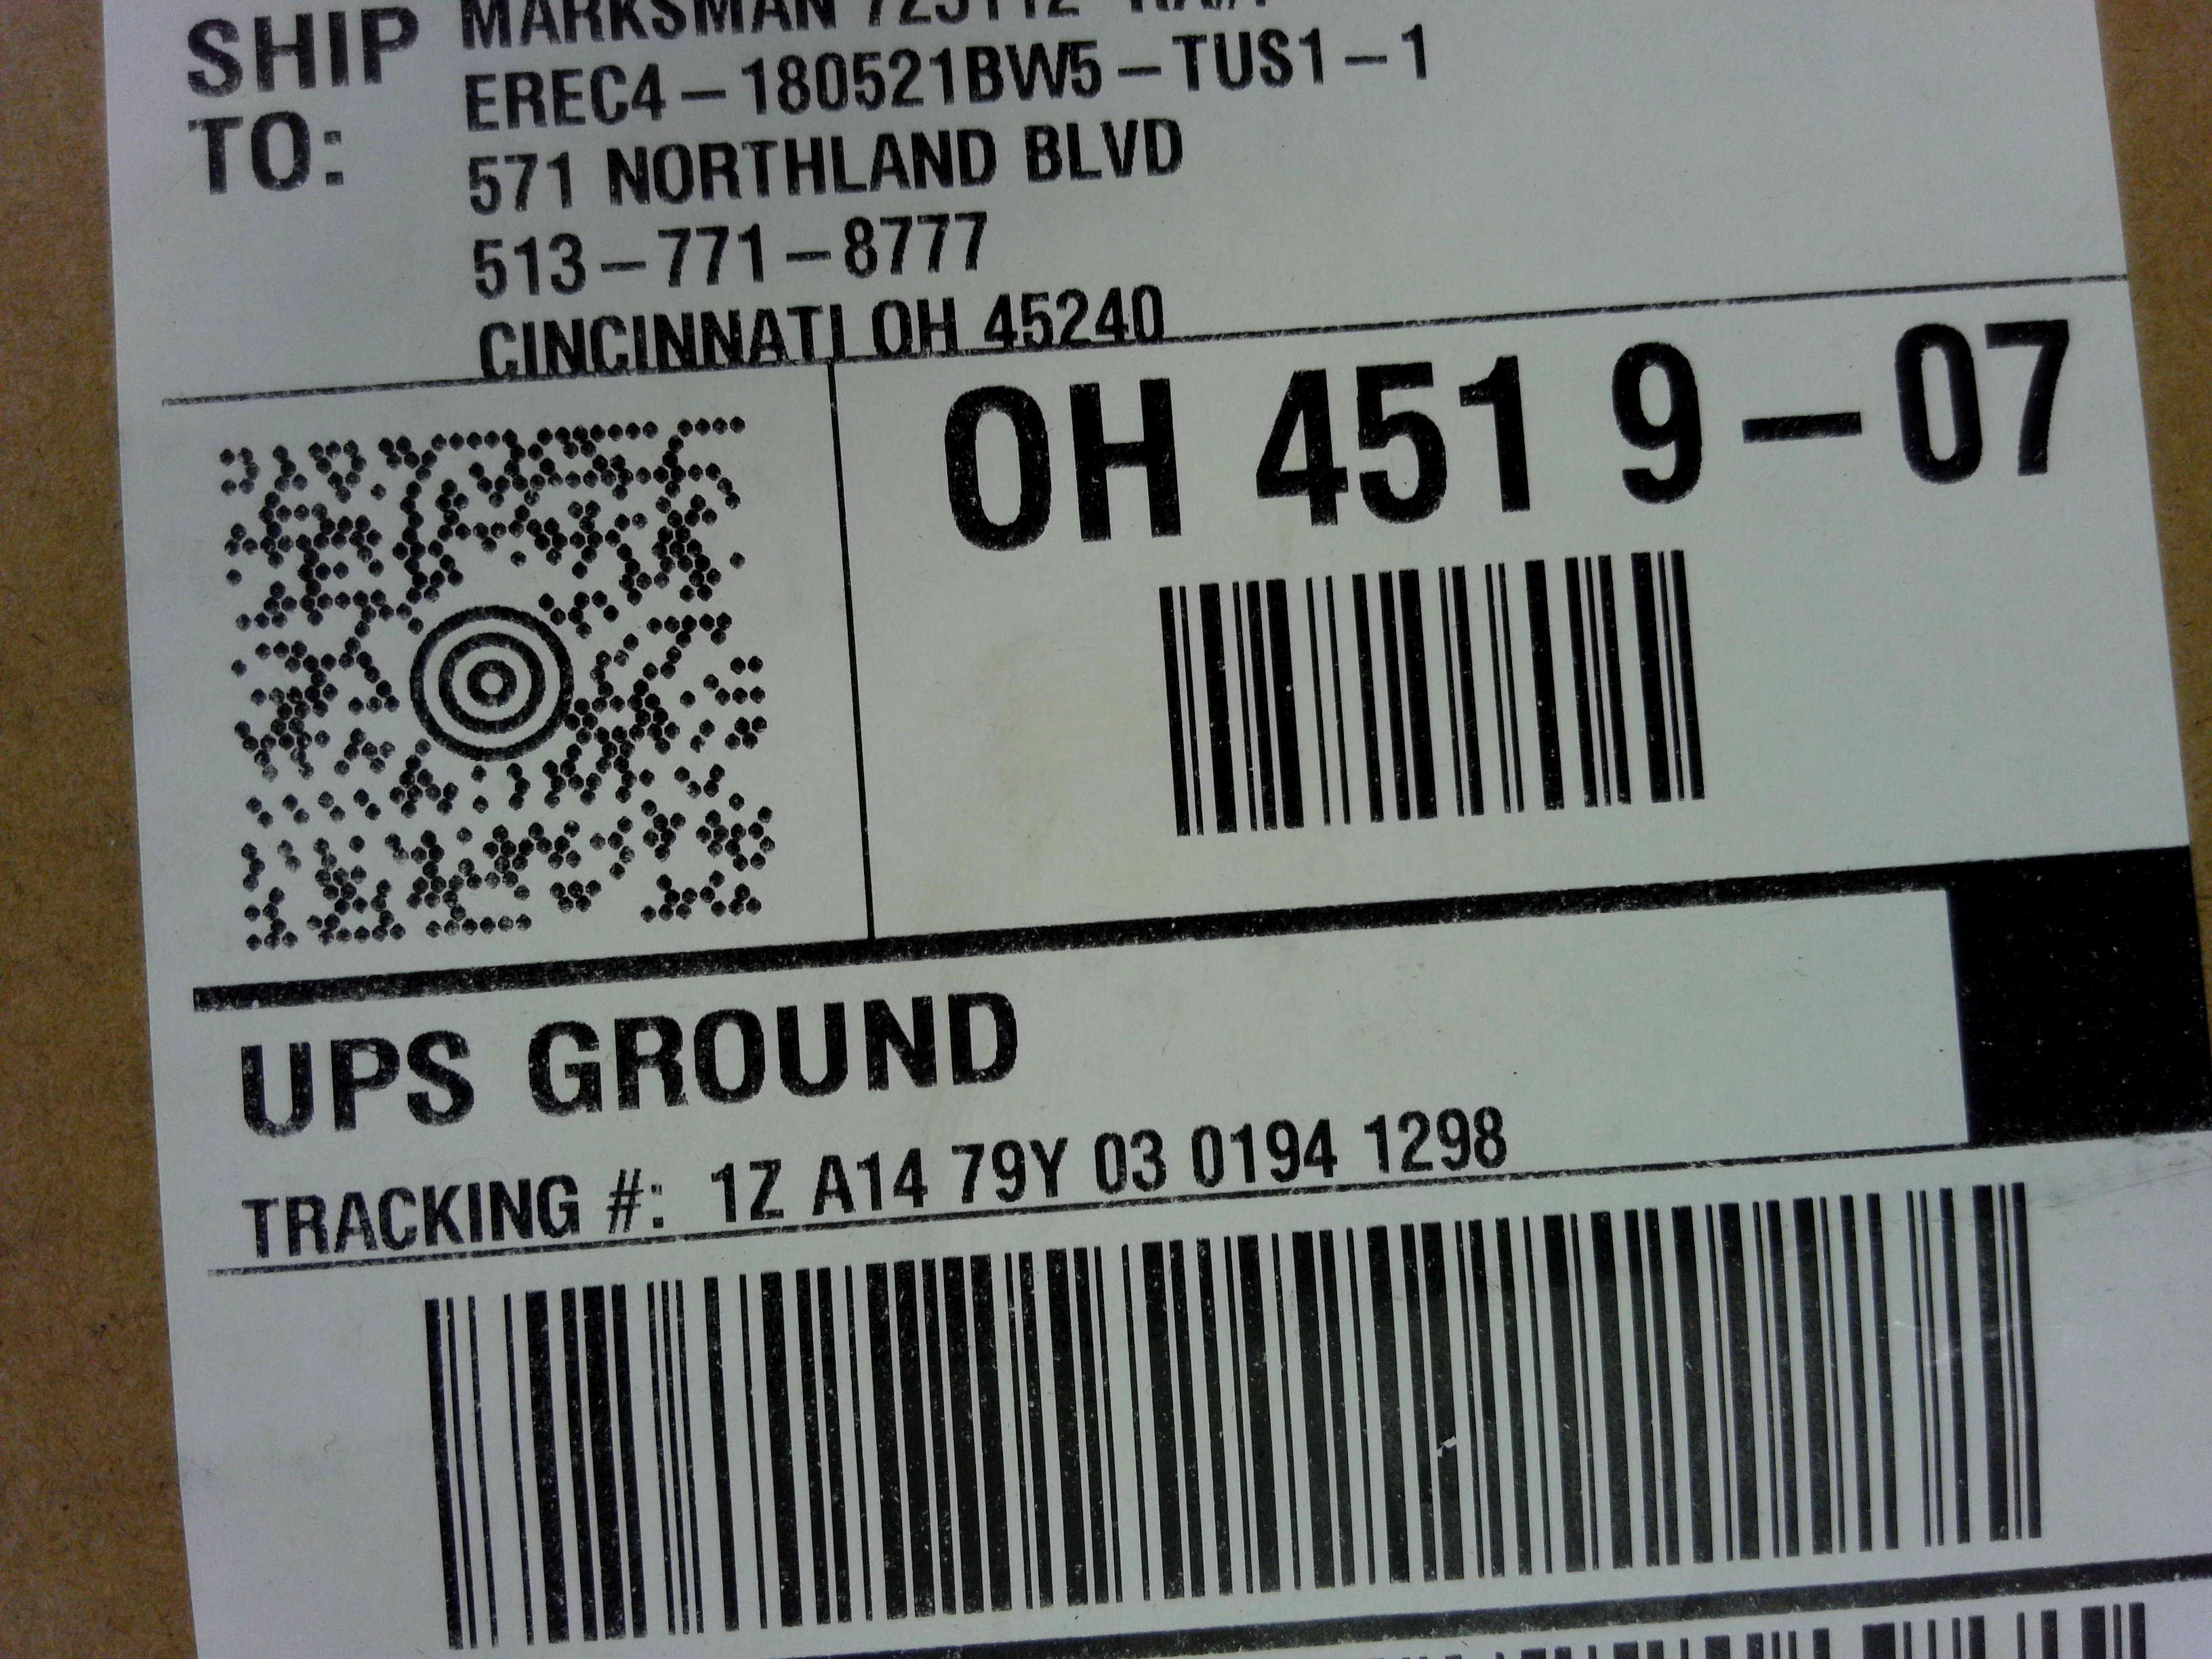 SHIP TO:
MARKSMAN
EREC4-180521BW5-TUS1-1
571 NORTHLAND BLVD
513-771-8777
CINCINNATI OH 45240
OH 451 9-07
UPS GROUND
TRACKING #: 1Z A14 79Y 03 0194 1298